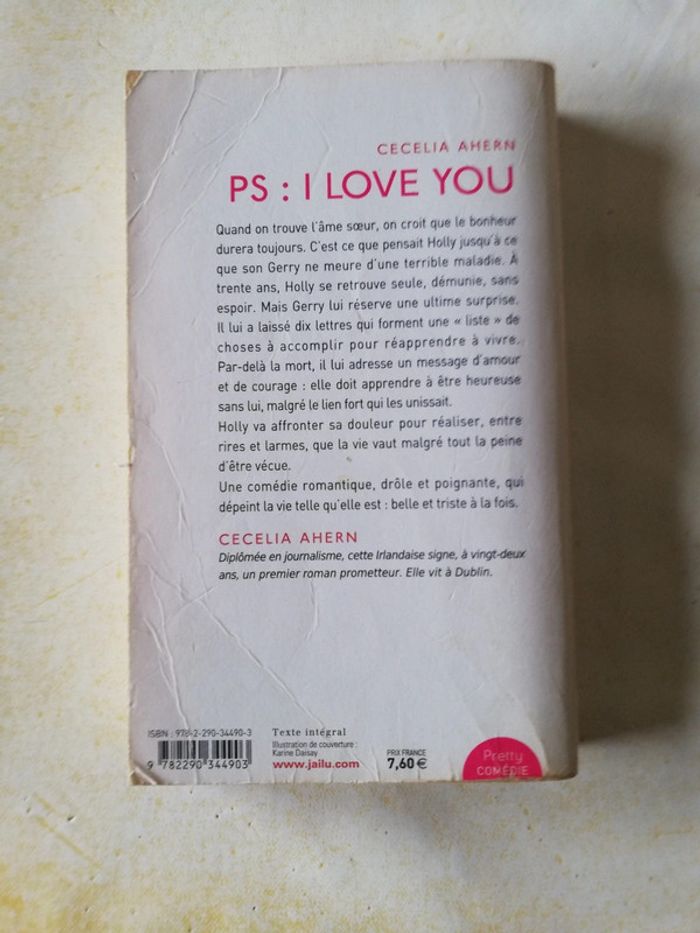 CECELIA AHERN
PS : I LOVE YOU
Quand on trouve l'âme sœur, on croit que le bonheur
durera toujours. C'est ce que pensait Holly jusqu'à ce
que son Gerry ne meure d'une terrible maladie. À
trente ans, Holly se retrouve seule, démunie, sans
espoir. Mais Gerry lui réserve une ultime surprise.
Il lui a laissé dix lettres qui forment une « liste » de
choses à accomplir pour réapprendre à vivre.
Par-delà la mort, il lui adresse un message d'amour
et de courage : elle doit apprendre à être heureuse
sans lui, malgré le lien fort qui les unissait.
Holly va affronter sa douleur pour réaliser, entre
rires et larmes, que la vie vaut malgré tout la peine
d'être vécue.
Une comédie romantique, drôle et poignante, qui
dépeint la vie telle qu'elle est : belle et triste à la fois.
CECELIA AHERN
Diplômée en journalisme, cette Irlandaise signe, à vingt-deux
ans, un premier roman prometteur. Elle vit à Dublin.
ISBN : 978-2-290-34490-3
9 782290 344903
Texte intégral
Illustration de couverture :
Karine Daisay
www.jailu.com
PRIX FRANCE
7,60 €
Pretty
COMÉDIE